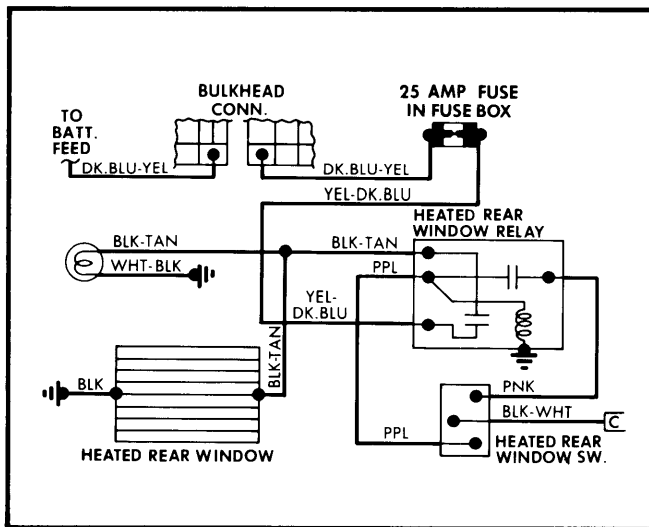 TO
BATT.
FEED
BULKHEAD
CONN.
25 AMP FUSE
IN FUSE BOX
DK.BLU-YEL
DK.BLU-YEL
YEL-DK.BLU
HEATED REAR
WINDOW RELAY
BLK-TAN
BLK-TAN
WHT-BLK
PPL
YEL-
DK.BLU
BLK-TAN
BLK
PNK
BLK-WHT
C
PPL
HEATED REAR
WINDOW SW.
HEATED REAR WINDOW